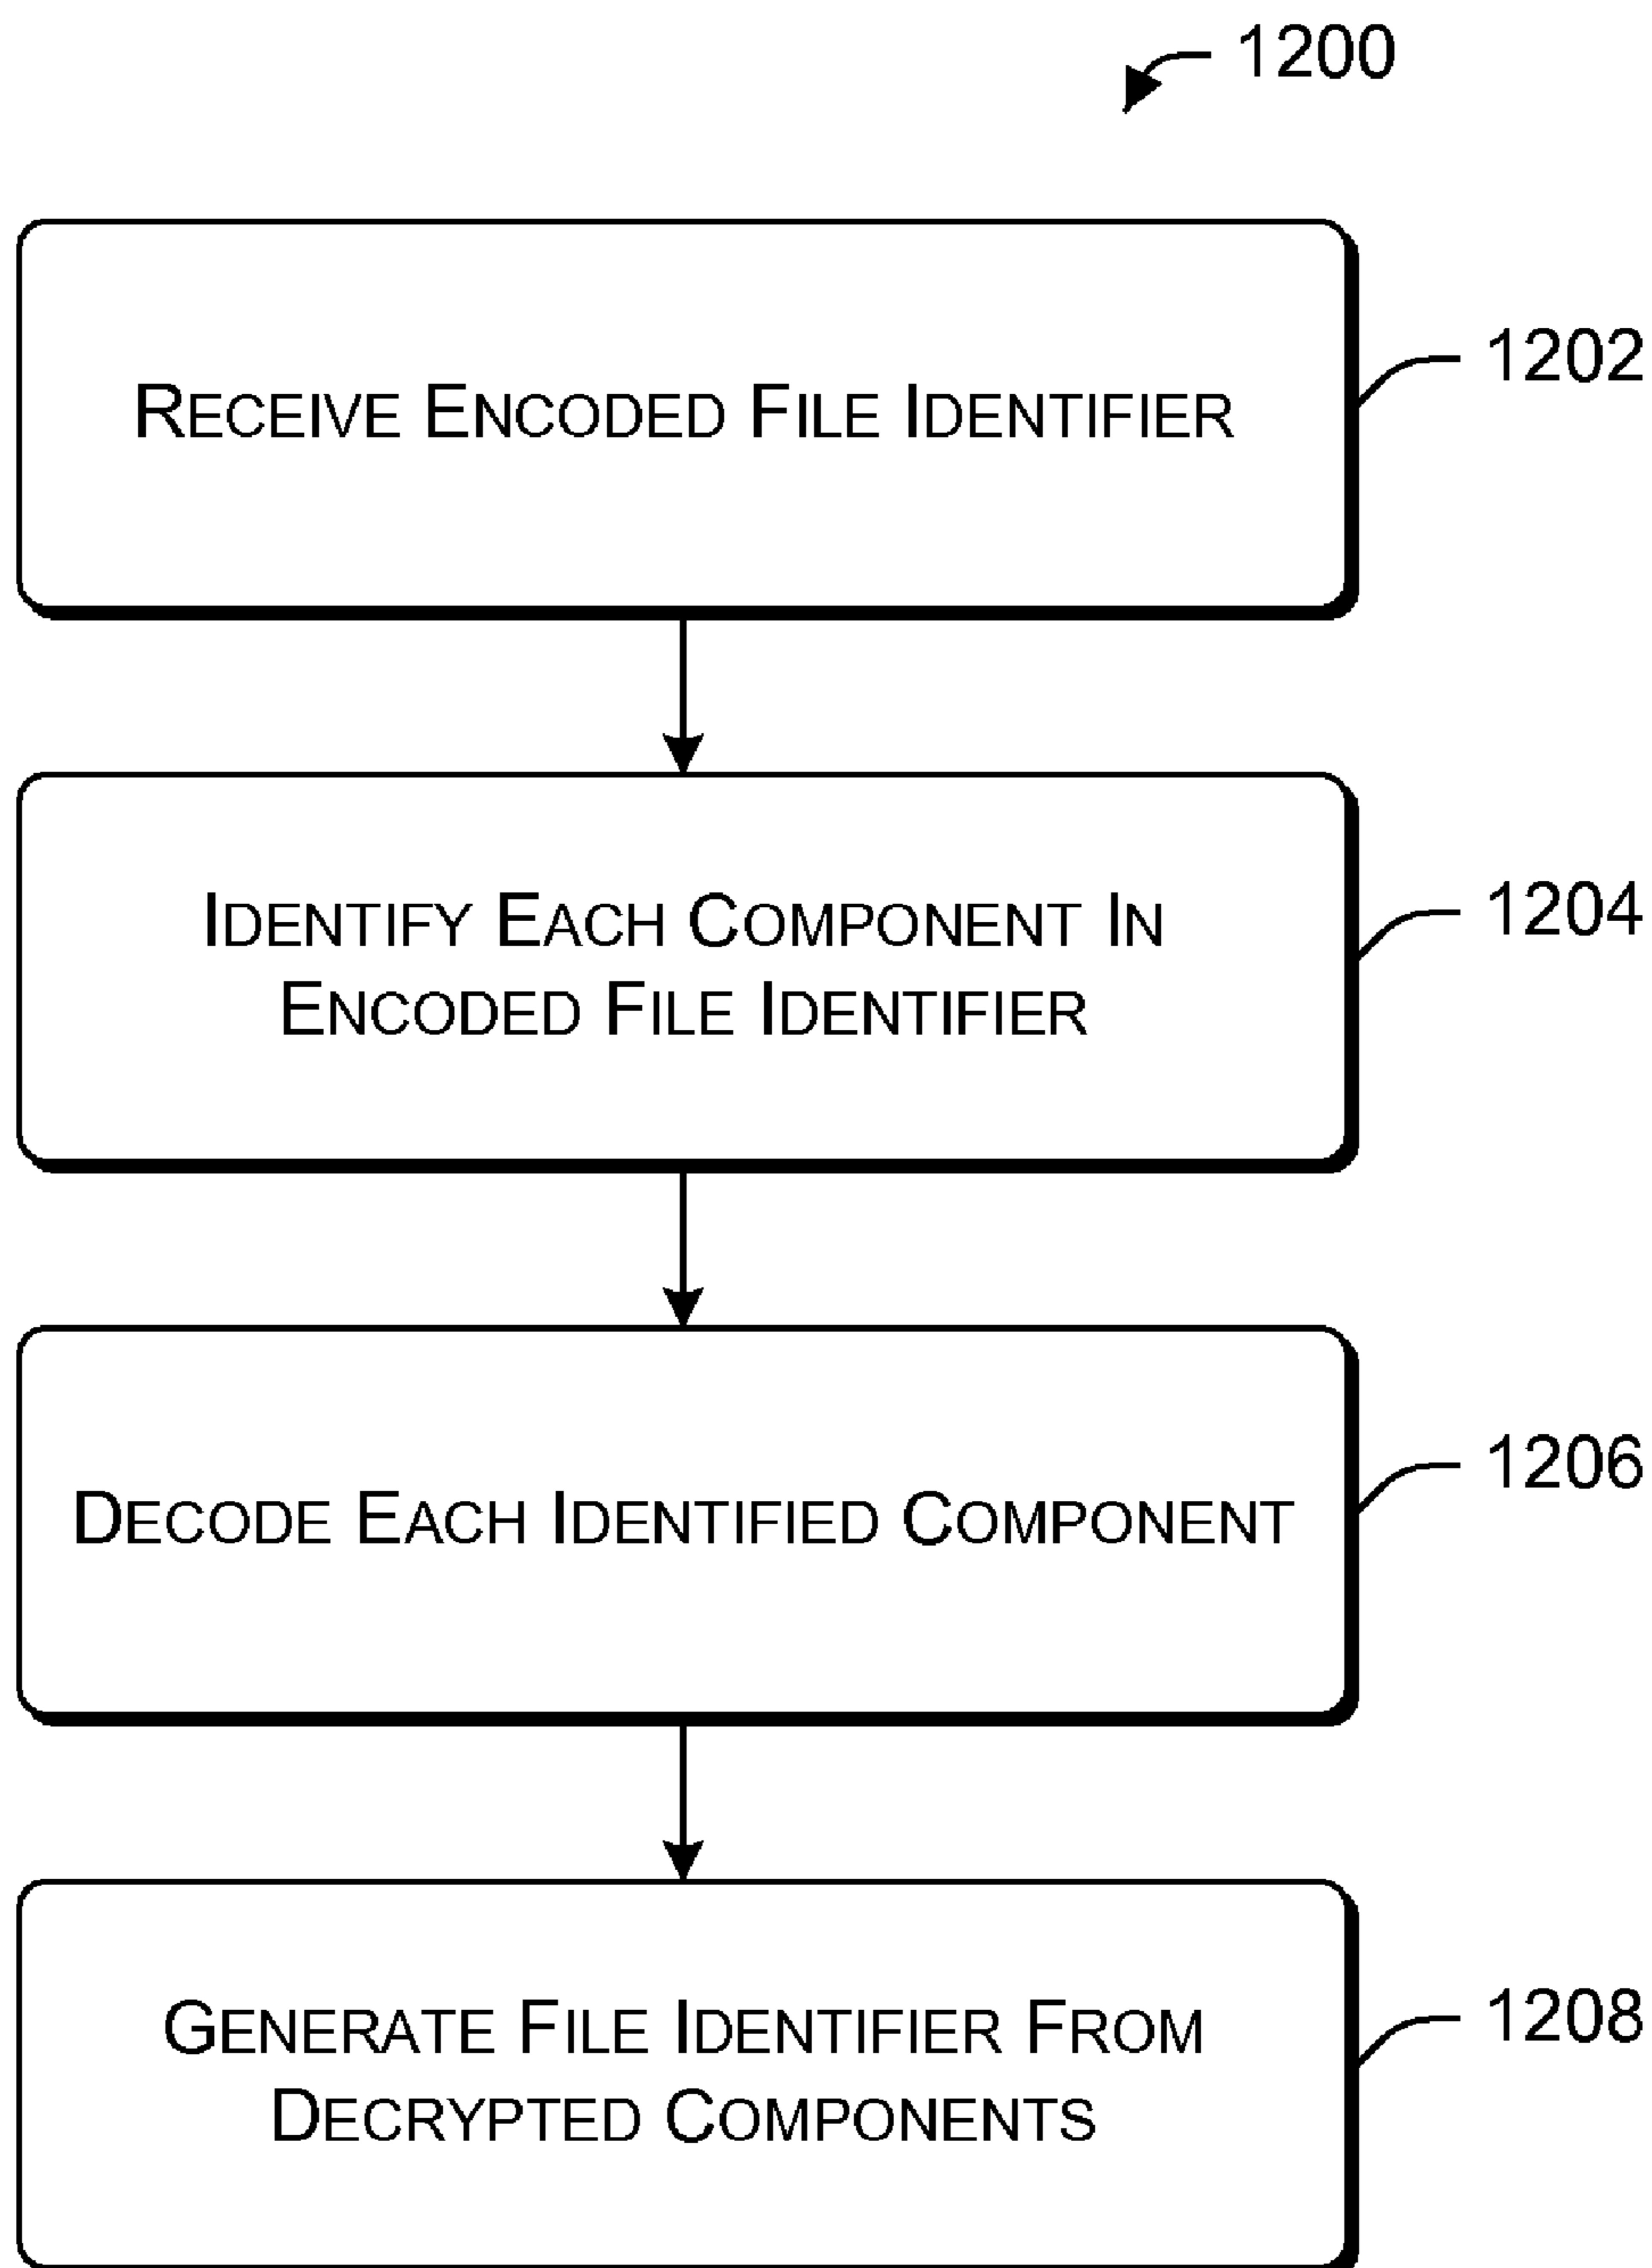 1200
RECEIVE ENCODED FILE IDENTIFIER
1202
IDENTIFY EACH COMPONENT IN
ENCODED FILE IDENTIFIER
1204
DECODE EACH IDENTIFIED COMPONENT
1206
GENERATE FILE IDENTIFIER FROM
DECRYPTED COMPONENTS
1208